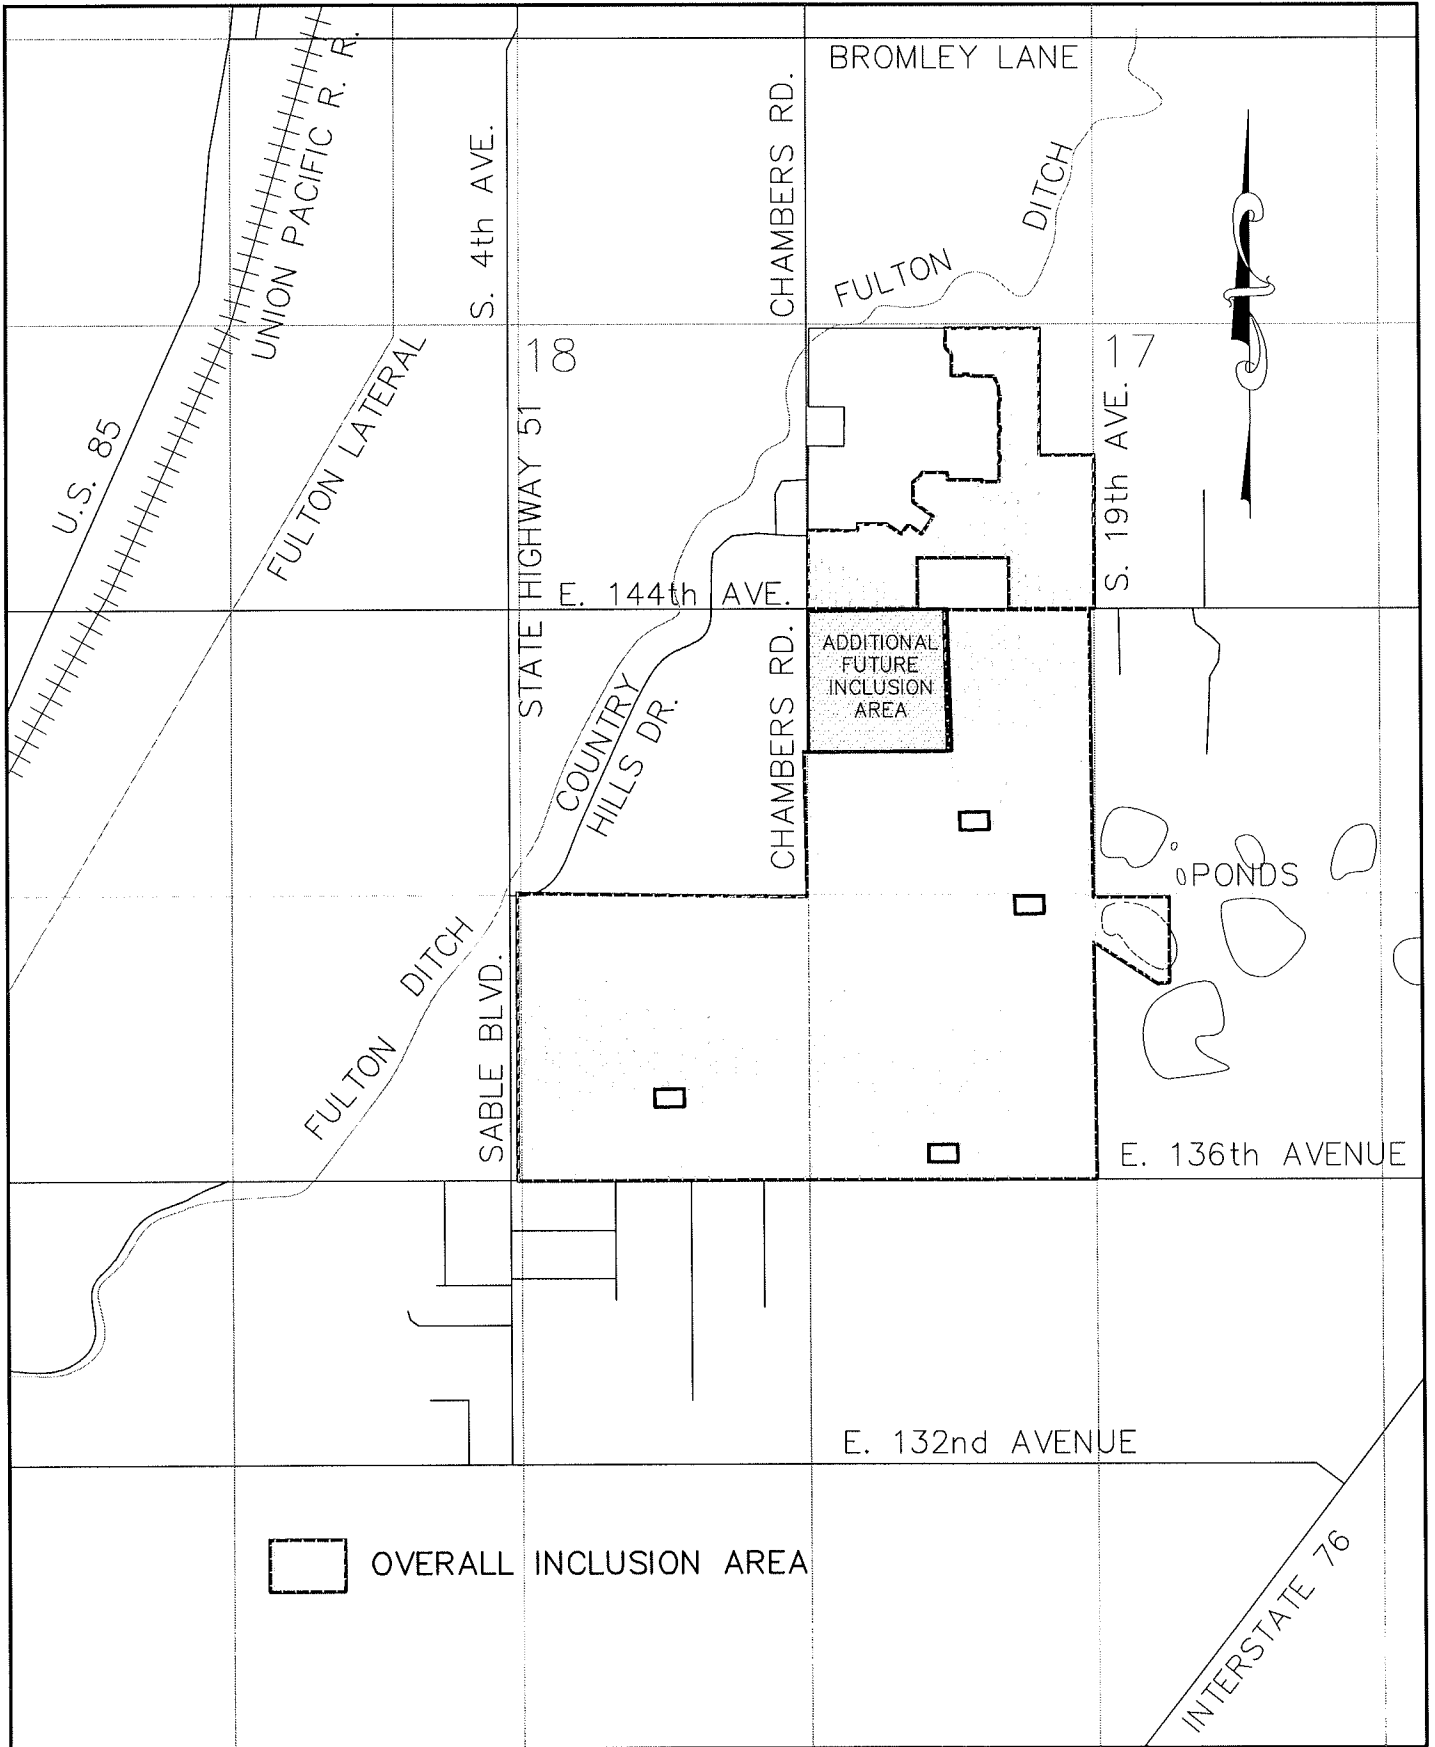 BROMLEY LANE
UNION PACIFIC R. R.
S. 4th AVE.
CHAMBERS RD.
FULTON DITCH
U.S. 85
FULTON LATERAL
18
17
STATE HIGHWAY 51
S. 19th AVE.
E. 144th AVE.
ADDITIONAL
FUTURE
INCLUSION
AREA
COUNTRY
HILLS DR.
CHAMBERS RD.
PONDS
FULTON DITCH
SABLE BLVD.
E. 136th AVENUE
E. 132nd AVENUE
OVERALL INCLUSION AREA
INTERSTATE 76